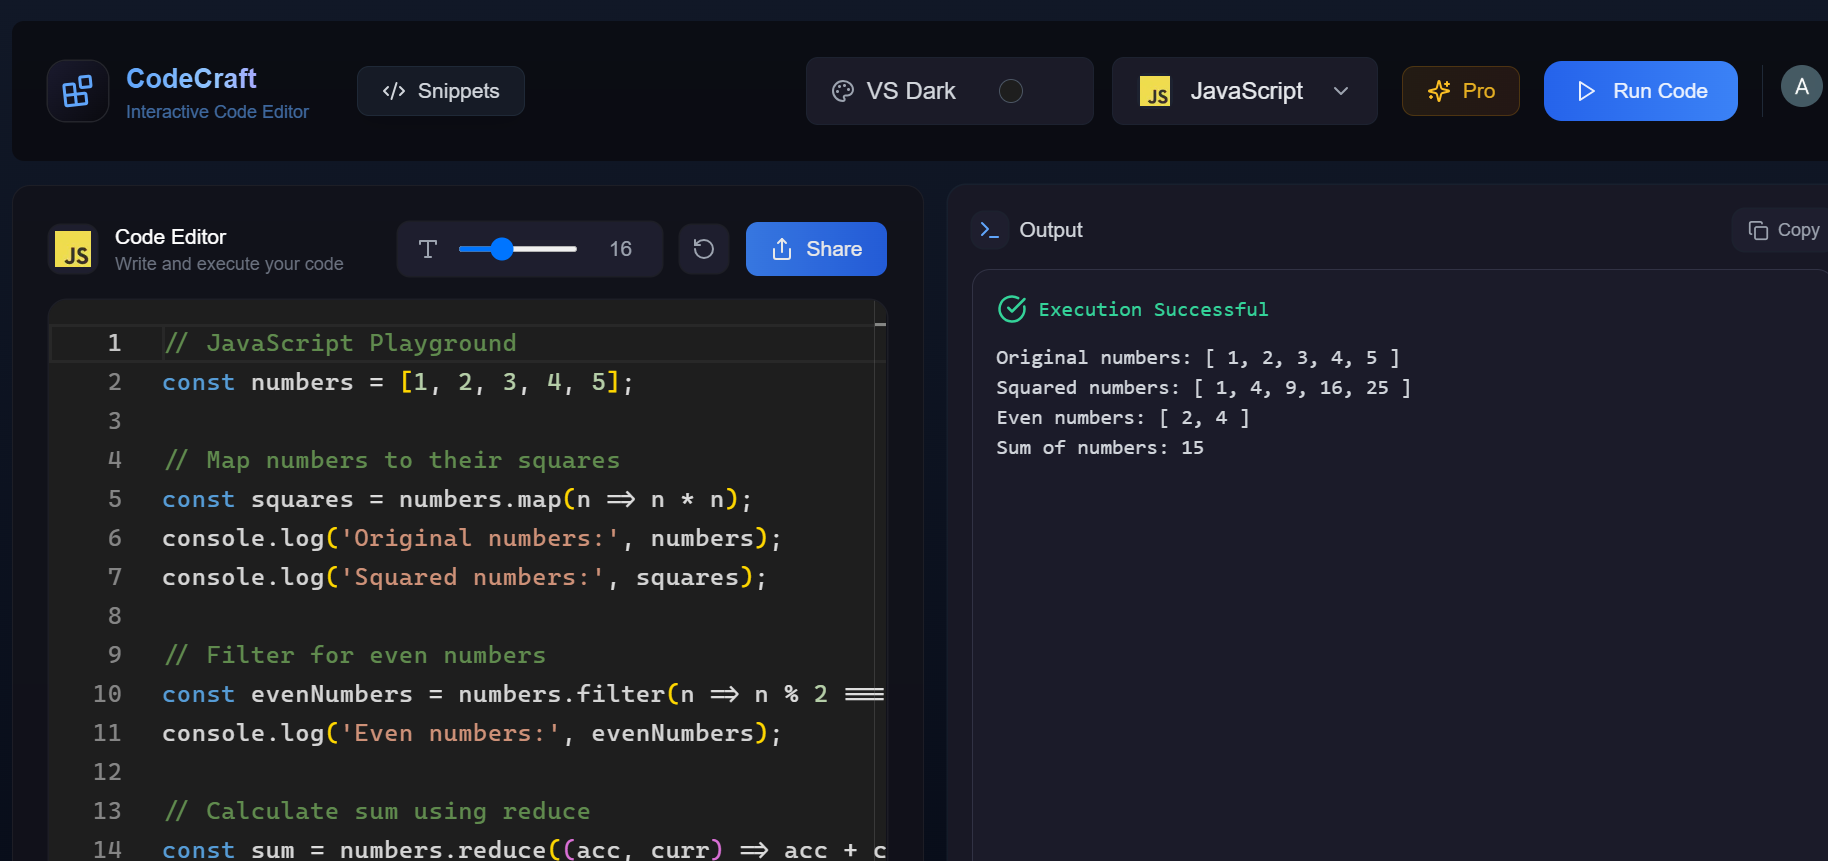 CodeCraft
Interactive Code Editor
</> Snippets
VS Dark
JS JavaScript
Pro
Run Code
A
JS
Code Editor
Write and execute your code
T 16
Share
1 // JavaScript Playground
2 const numbers = [1, 2, 3, 4, 5];
3
4 // Map numbers to their squares
5 const squares = numbers.map(n => n * n);
6 console.log('Original numbers:', numbers);
7 console.log('Squared numbers:', squares);
8
9 // Filter for even numbers
10 const evenNumbers = numbers.filter(n => n % 2 ===
11 console.log('Even numbers:', evenNumbers);
12
13 // Calculate sum using reduce
14 const sum = numbers.reduce((acc, curr) => acc + c
Output
Copy
Execution Successful
Original numbers: [ 1, 2, 3, 4, 5 ]
Squared numbers: [ 1, 4, 9, 16, 25 ]
Even numbers: [ 2, 4 ]
Sum of numbers: 15